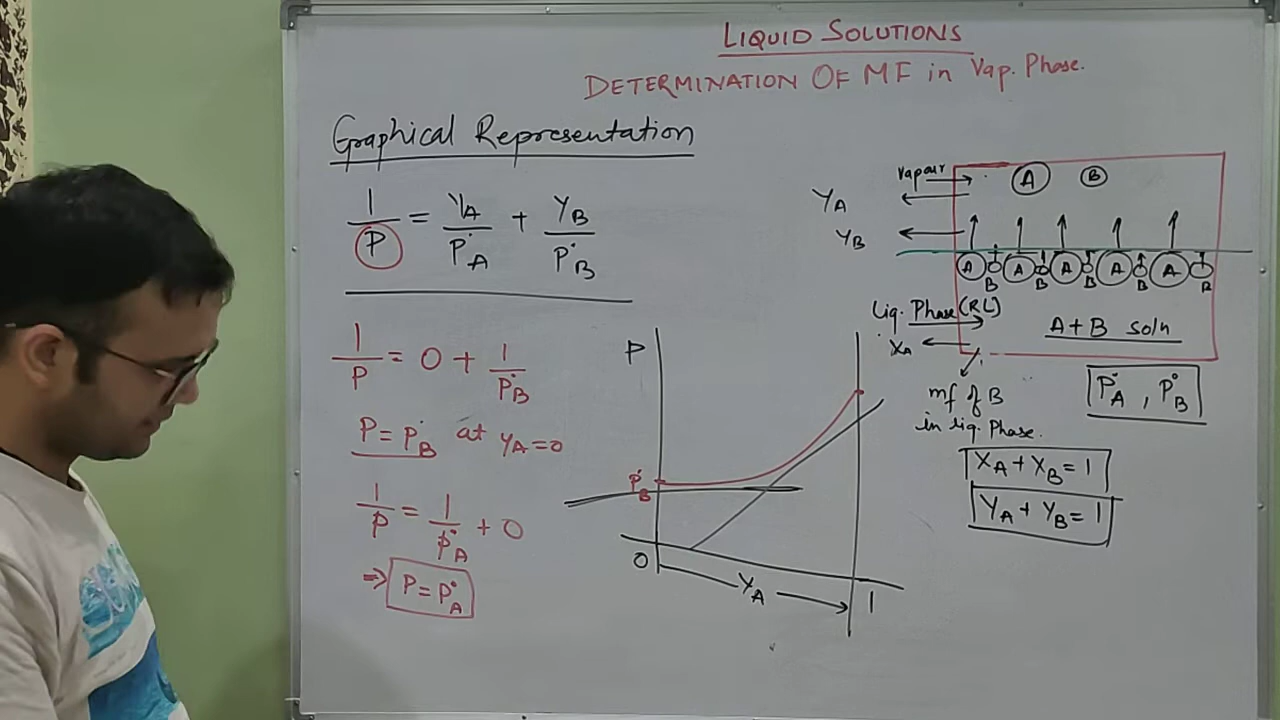 LIQUID SOLUTIONS
DETERMINATION OF MF in Vap. Phase.
Graphical Representation
1/P = YA/P°A + YB/P°B
1/P = 0 + 1/P°B
P = P°B at YA=0
1/P = 1/P°A + 0
⇒ P = P°A
P
P°B
0
YA
1
Vapour
A B
YA
YB
A B A B A B A B A B
Liq. Phase (RL)
XA
A+B soln
mf of B
in liq. Phase.
P°A , P°B
XA + XB = 1
YA + YB = 1